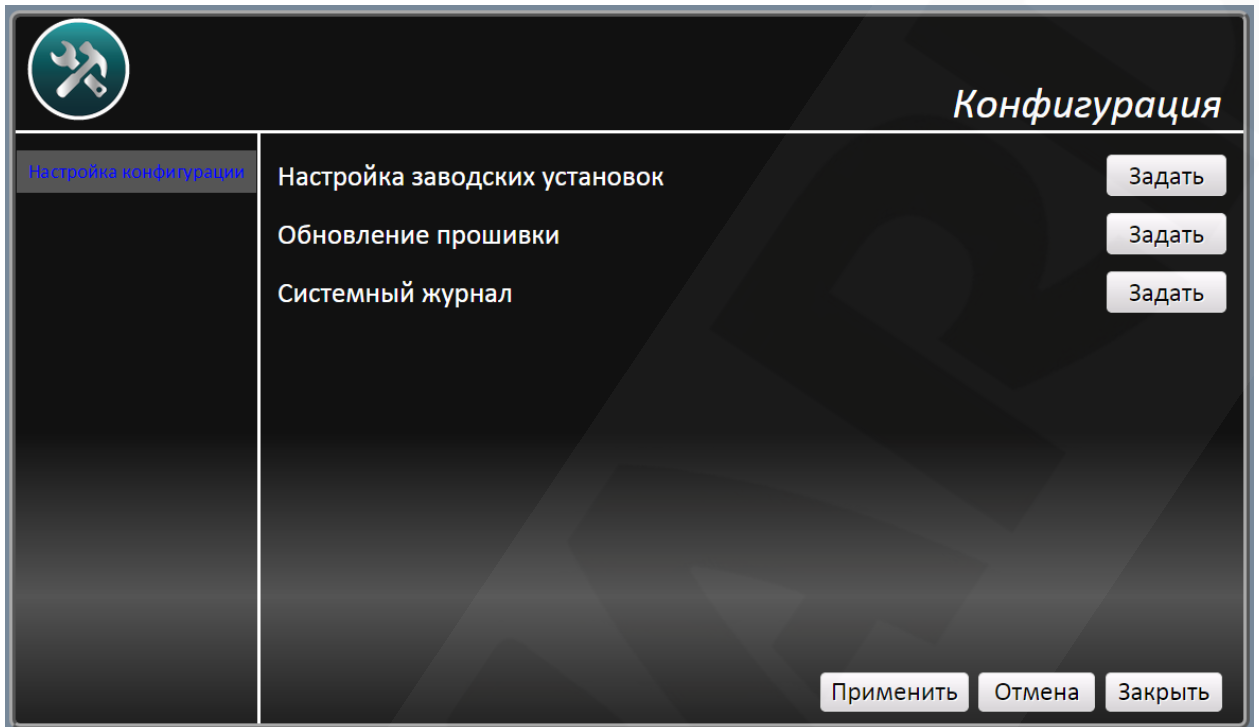 Конфигурация
Настройка конфигурации
Настройка заводских установок
Задать
Обновление прошивки
Задать
Системный журнал
Задать
Применить
Отмена
Закрыть